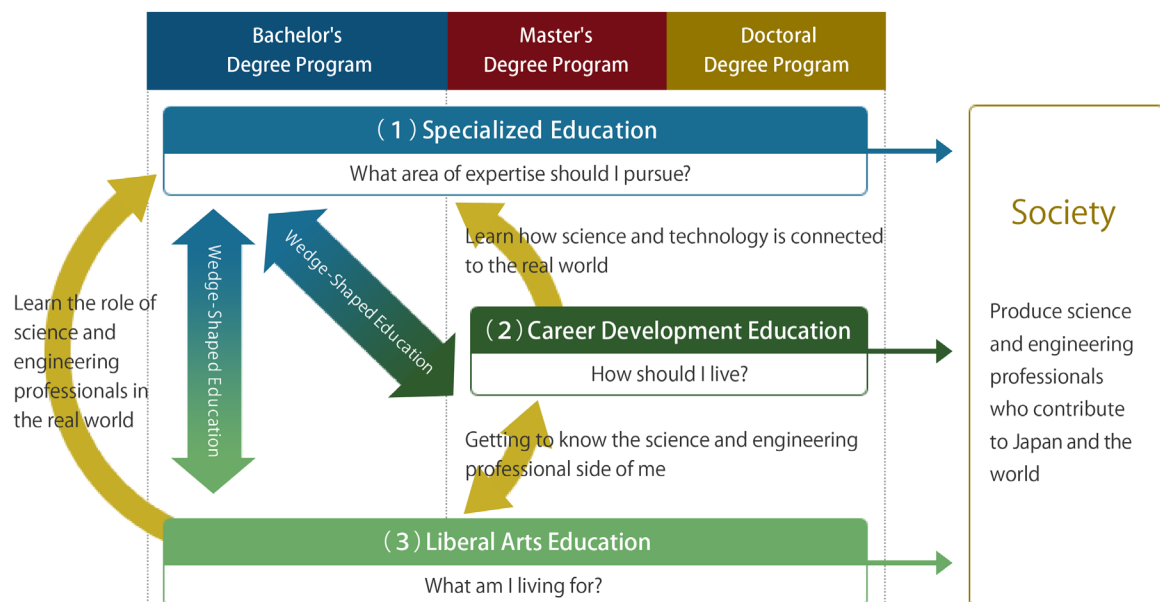 Bachelor's
Degree Program
Master's
Degree Program
Doctoral
Degree Program
(1) Specialized Education
What area of expertise should I pursue?
Wedge-Shaped Education
Wedge-Shaped Education
Learn how science and technology is connected
to the real world
Learn the role of
science and
engineering
professionals in
the real world
(2) Career Development Education
How should I live?
Getting to know the science and engineering
professional side of me
(3) Liberal Arts Education
What am I living for?
Society
Produce science
and engineering
professionals
who contribute
to Japan and the
world